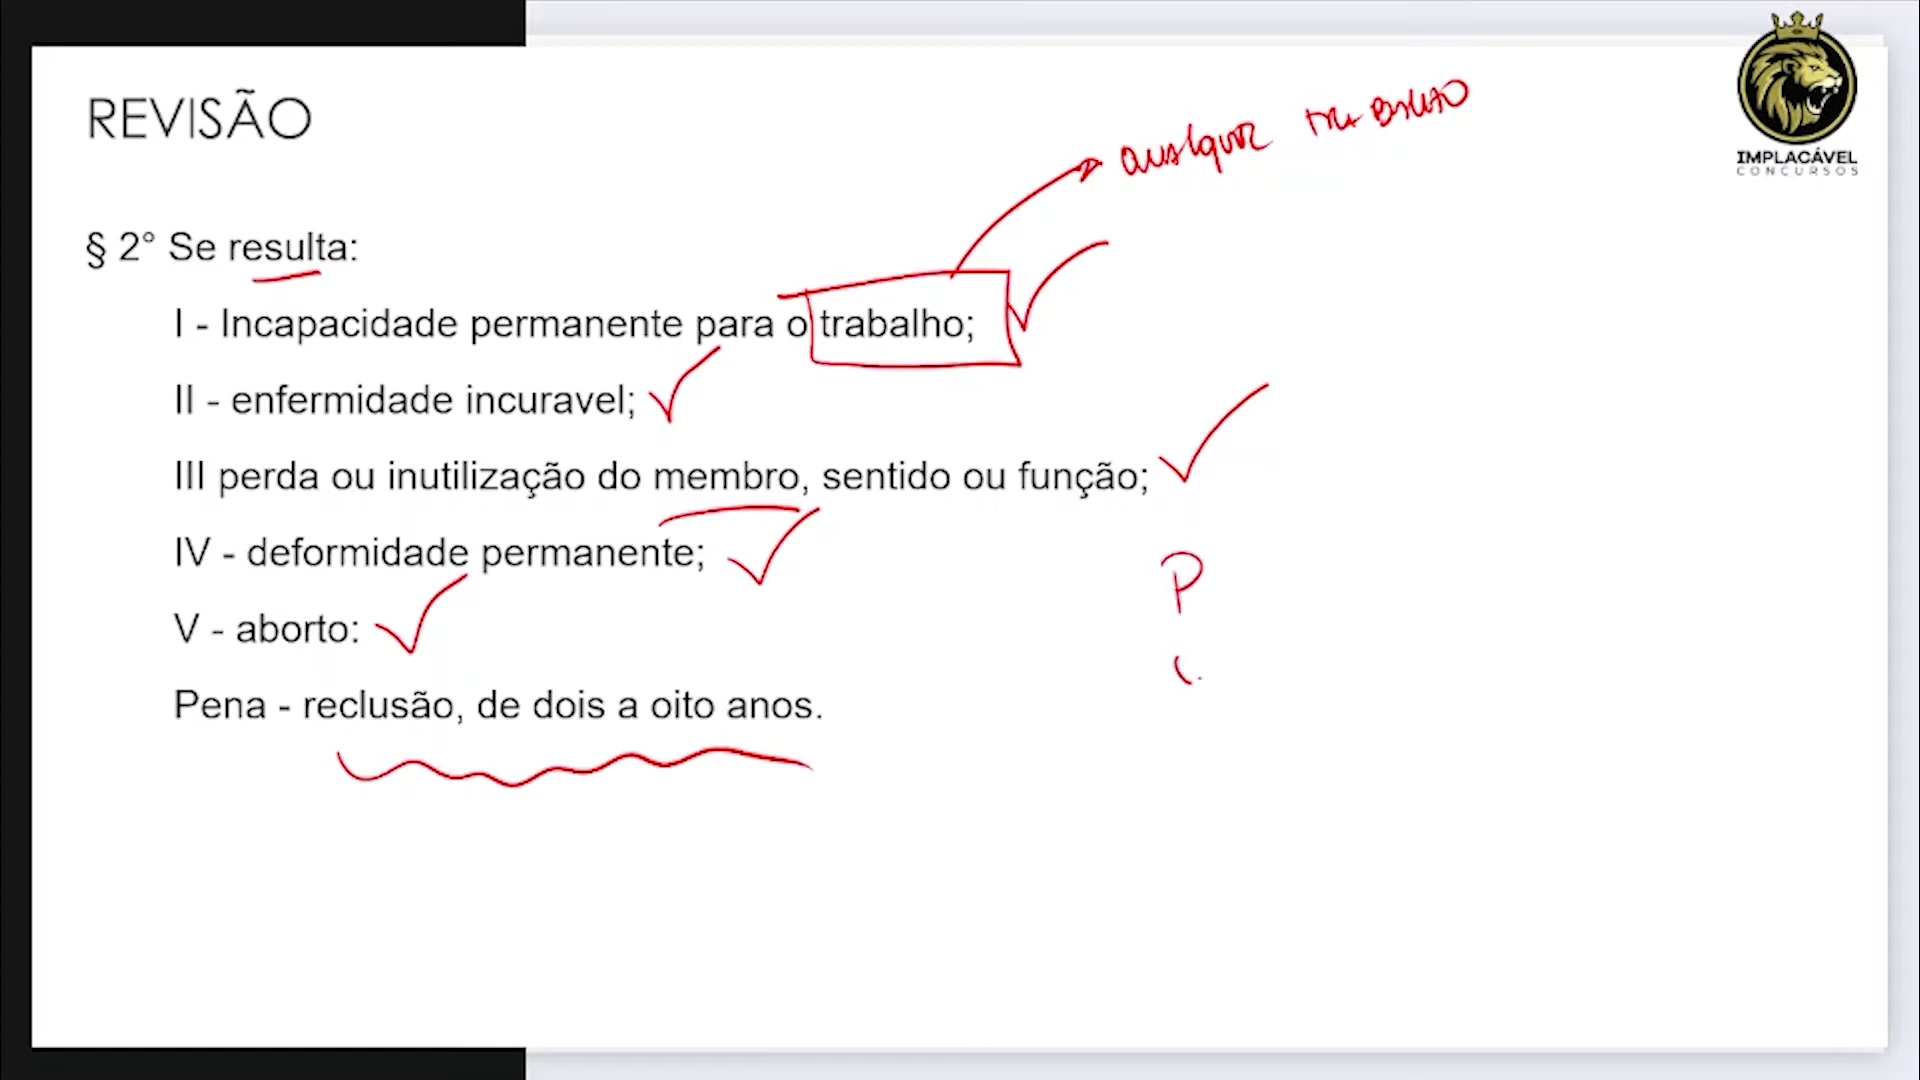 REVISÃO
IMPLACÁVEL
CONCURSOS
qualquer trabalho
§ 2° Se resulta:
I - Incapacidade permanente para o trabalho;
II - enfermidade incuravel;
III perda ou inutilização do membro, sentido ou função;
IV - deformidade permanente;
P
V - aborto:
Pena - reclusão, de dois a oito anos.